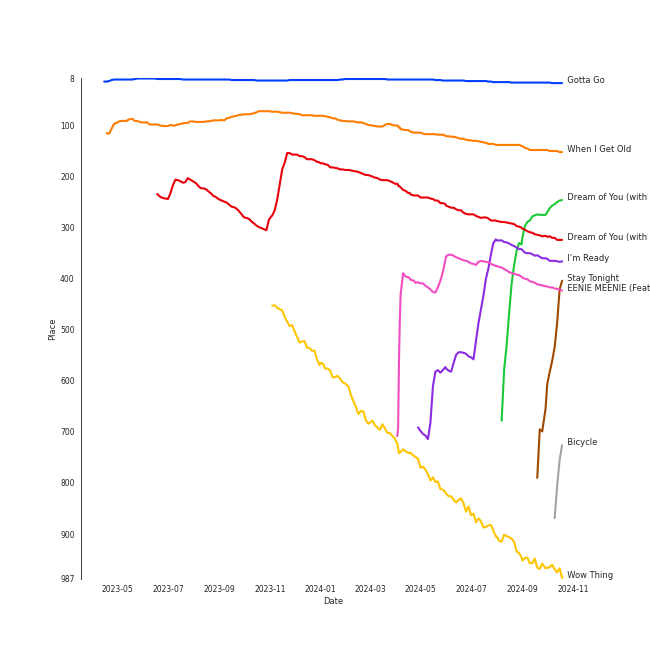 8
100
200
300
400
500
600
700
800
900
987
Place
2023-05
2023-07
2023-09
2023-11
2024-01
2024-03
2024-05
2024-07
2024-09
2024-11
Date
Gotta Go
When I Get Old
Dream of You (with
Dream of You (with
I'm Ready
Stay Tonight
EENIE MEENIE (Feat
Bicycle
Wow Thing